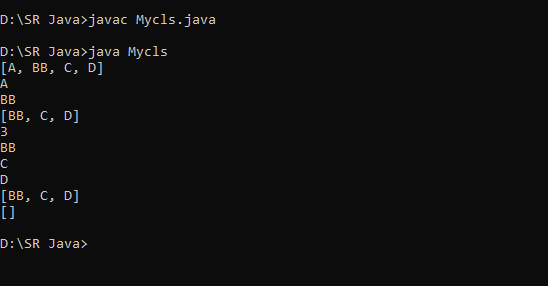 D:\SR Java>javac Mycls.java
D:\SR Java>java Mycls
[A, BB, C, D]
A
BB
[BB, C, D]
3
BB
C
D
[BB, C, D]
[]
D:\SR Java>